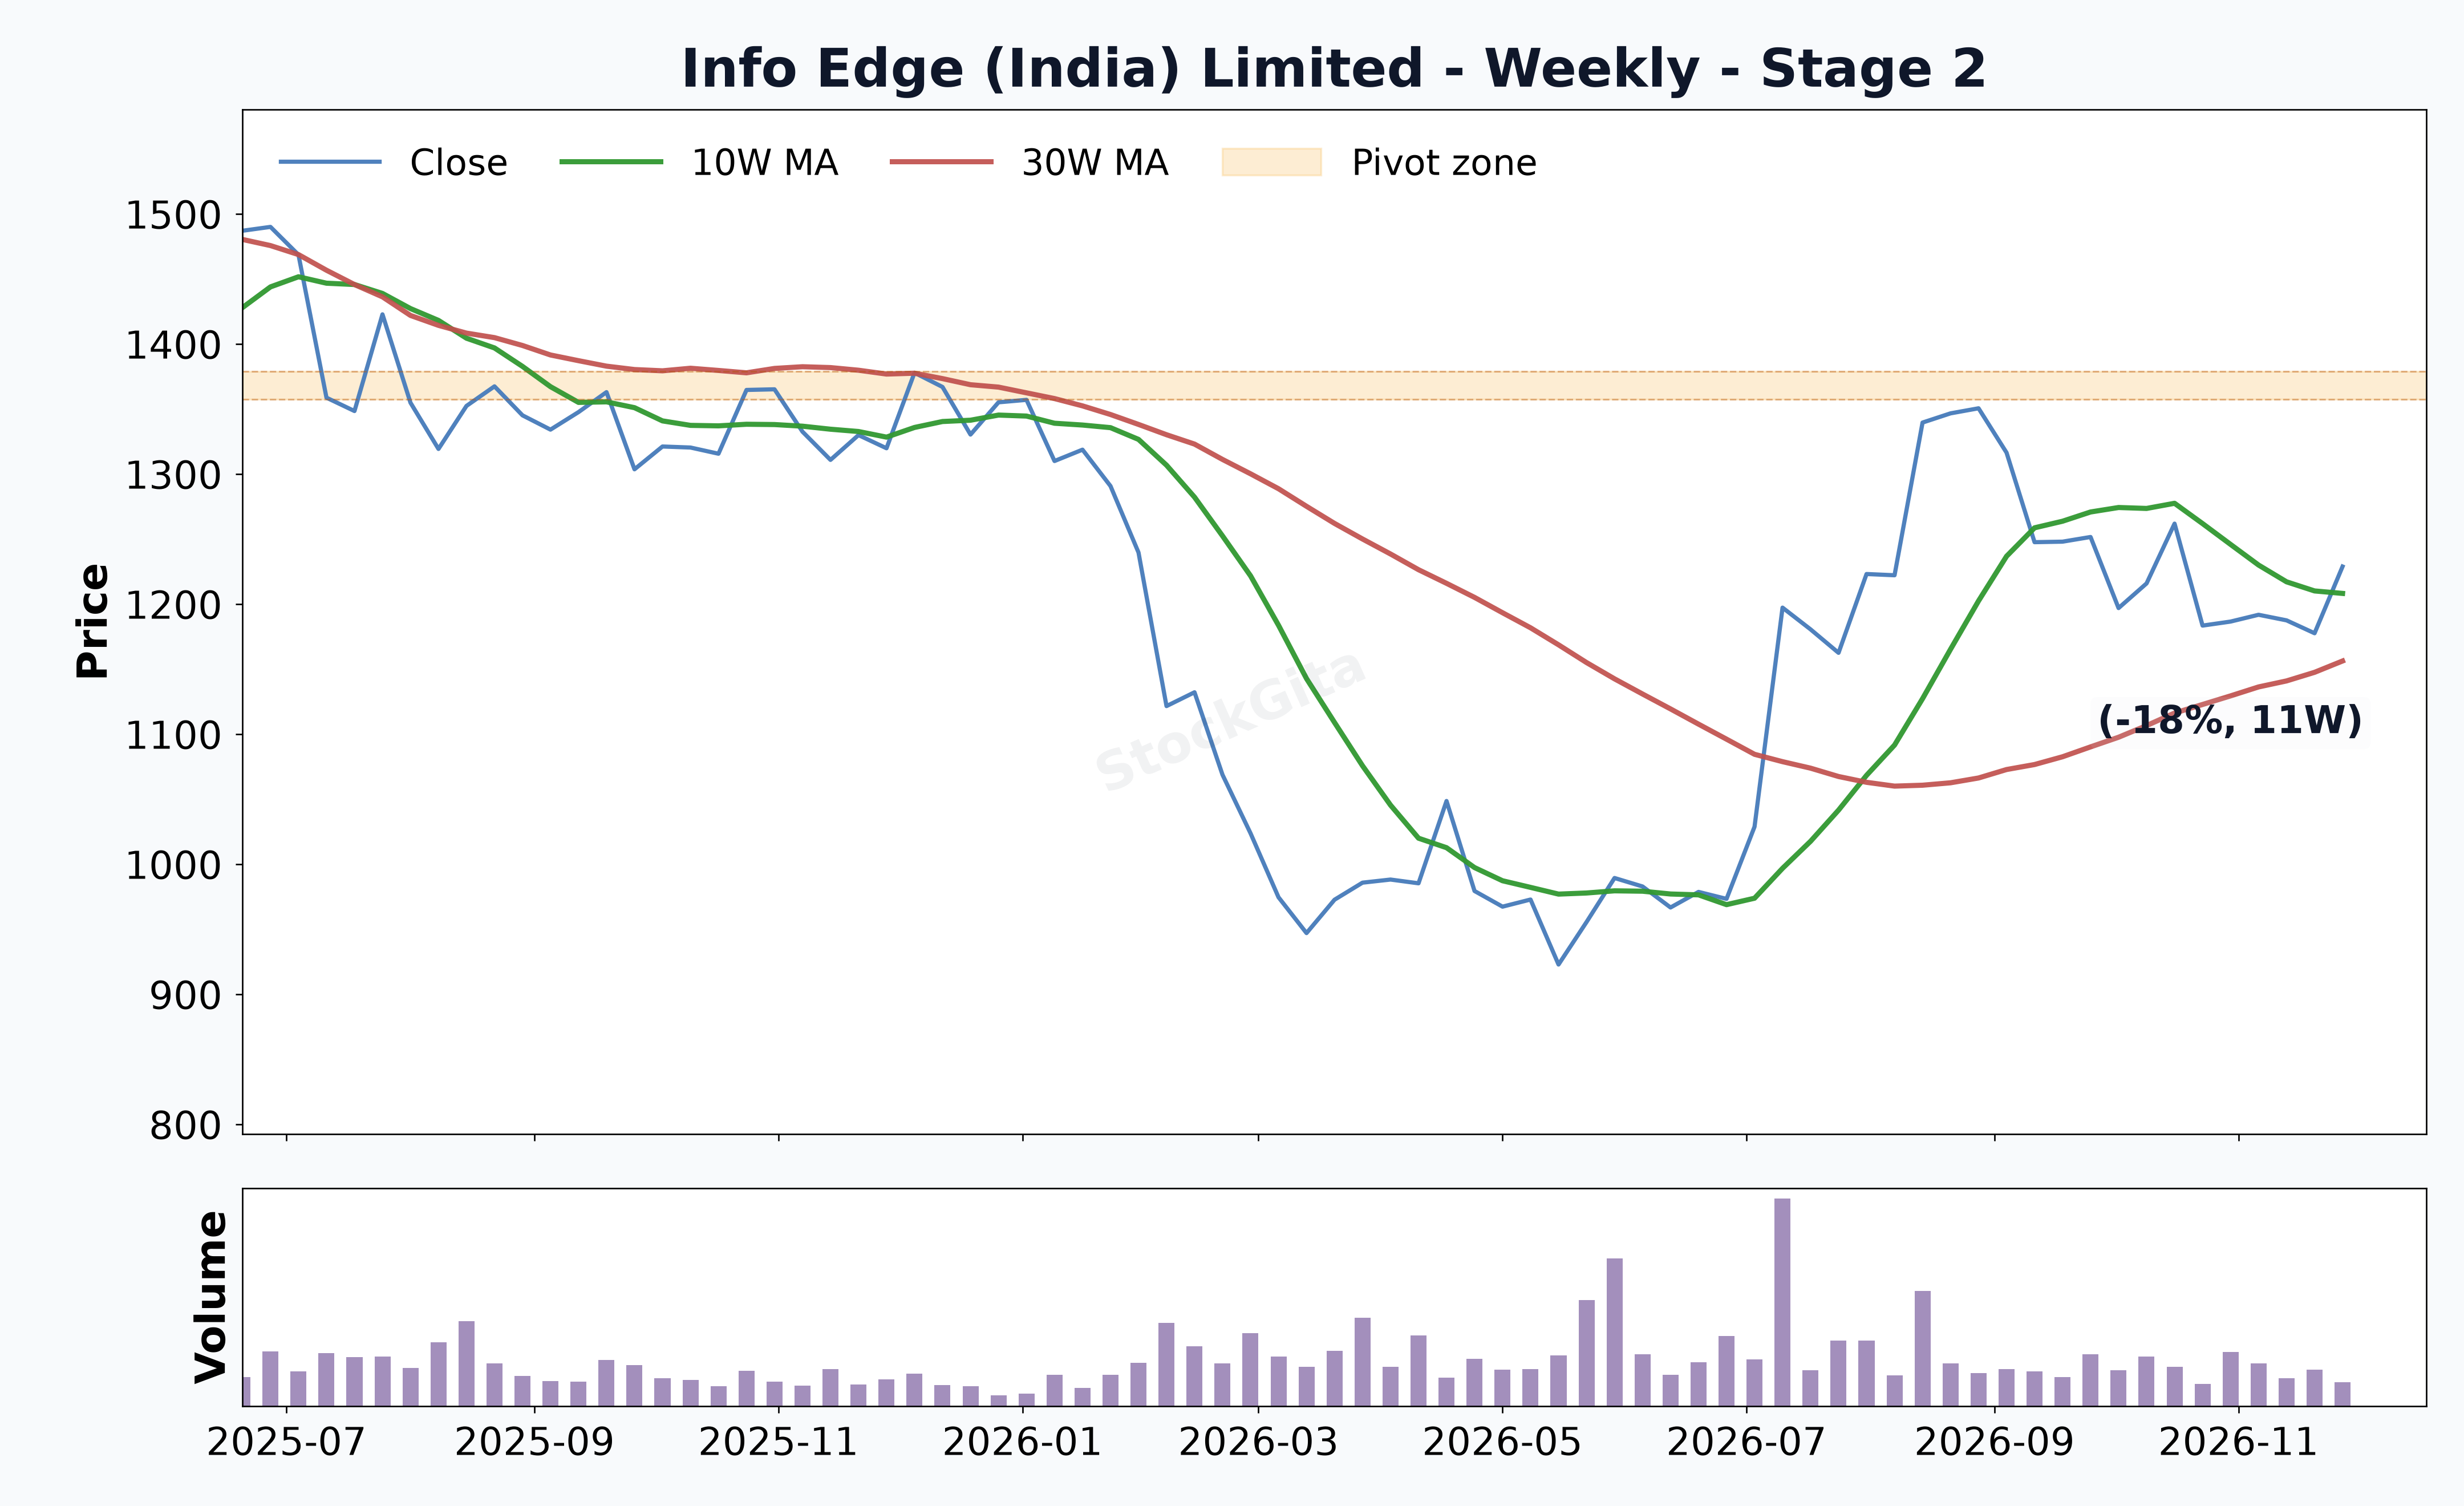 Info Edge (India) Limited - Weekly - Stage 2
Close 10W MA 30W MA Pivot zone
1500
1400
1300
1200
1100
1000
900
800
Price
StockGita
(-18%, 11W)
Volume
2025-07 2025-09 2025-11 2026-01 2026-03 2026-05 2026-07 2026-09 2026-11